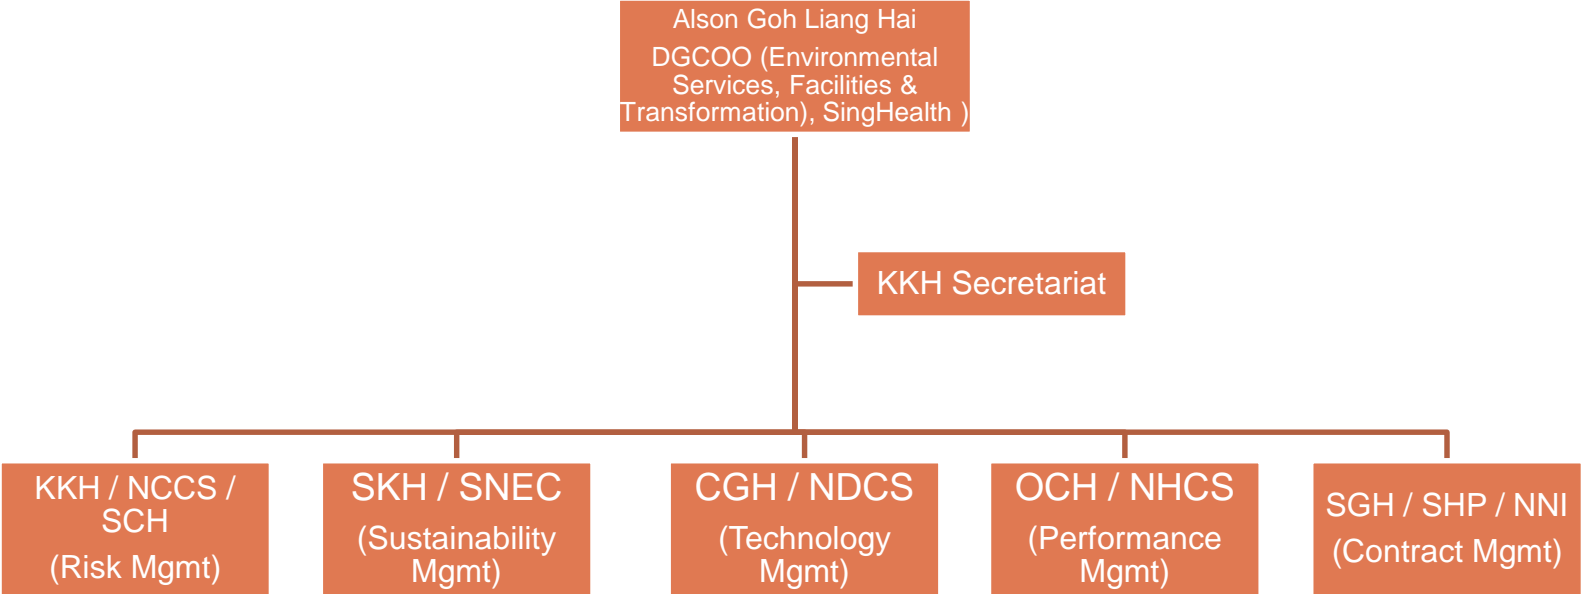 Alson Goh Liang Hai
DGCOO (Environmental
Services, Facilities &
Transformation), SingHealth )
KKH Secretariat
KKH / NCCS /
SCH
(Risk Mgmt)
SKH / SNEC
(Sustainability
Mgmt)
CGH / NDCS
(Technology
Mgmt)
OCH / NHCS
(Performance
Mgmt)
SGH / SHP / NNI
(Contract Mgmt)